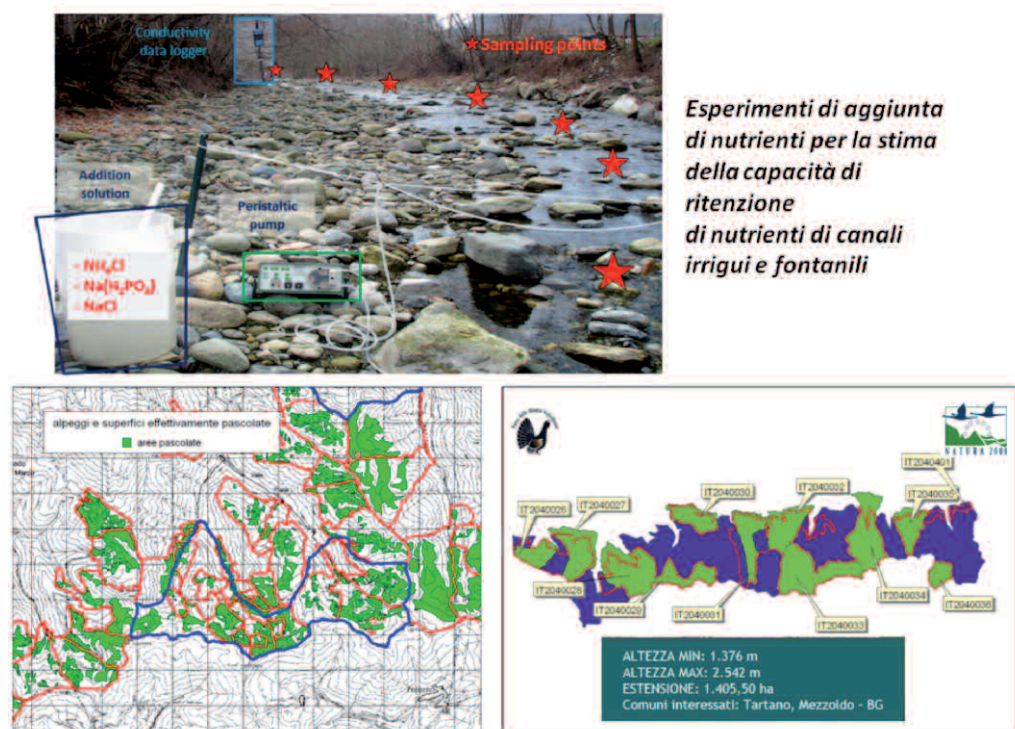 Conductivity
data logger
Sampling points
Esperimenti di aggiunta
di nutrienti per la stima
della capacità di
ritenzione
di nutrienti di canali
irrigui e fontanili
Addition
solution
Peristaltic
pump
- NH₄Cl
- Na(H₂PO₄)
- NaCl
alpeggi e superfici effettivamente pascolate
aree pascolate
NATURA 2000
IT2040401
IT2040026
IT2040027
IT2040030
IT2040032
IT2040035
IT2040028
IT2040029
IT2040031
IT2040033
IT2040034
IT2040036
ALTEZZA MIN: 1.376 m
ALTEZZA MAX: 2.542 m
ESTENSIONE: 1.405,50 ha
Comuni interessati: Tartano, Mezzoldo - BG